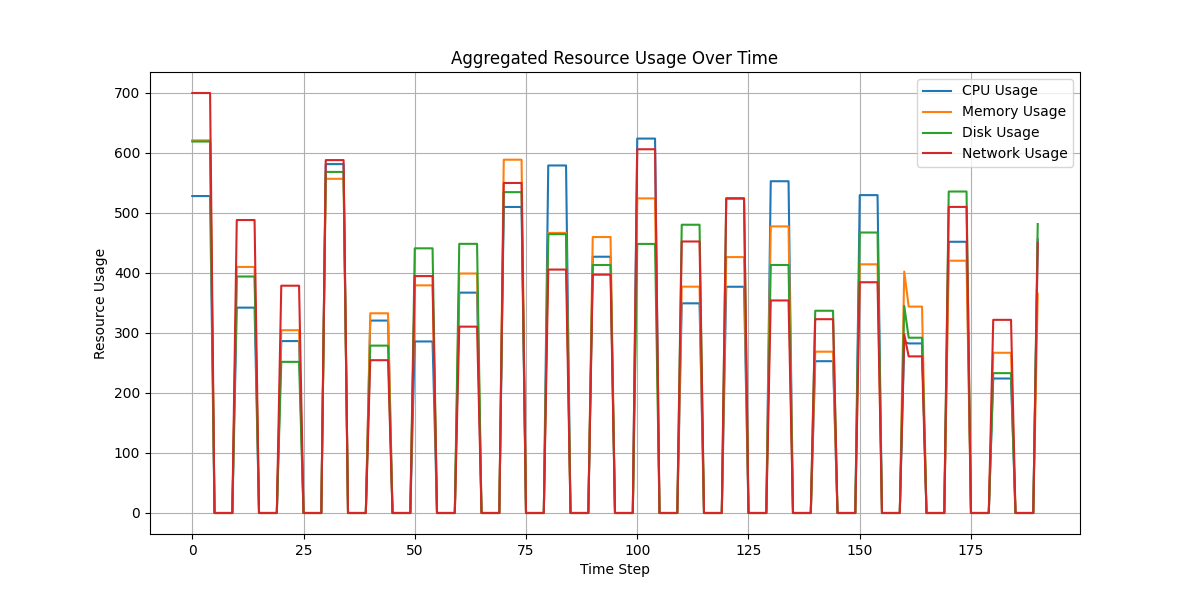 Aggregated Resource Usage Over Time
CPU Usage
Memory Usage
Disk Usage
Network Usage
Resource Usage
700
600
500
400
300
200
100
0
0 25 50 75 100 125 150 175
Time Step